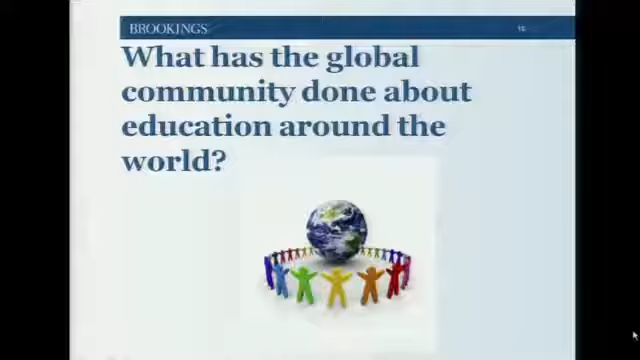 BROOKINGS
What has the global
community done about
education around the
world?